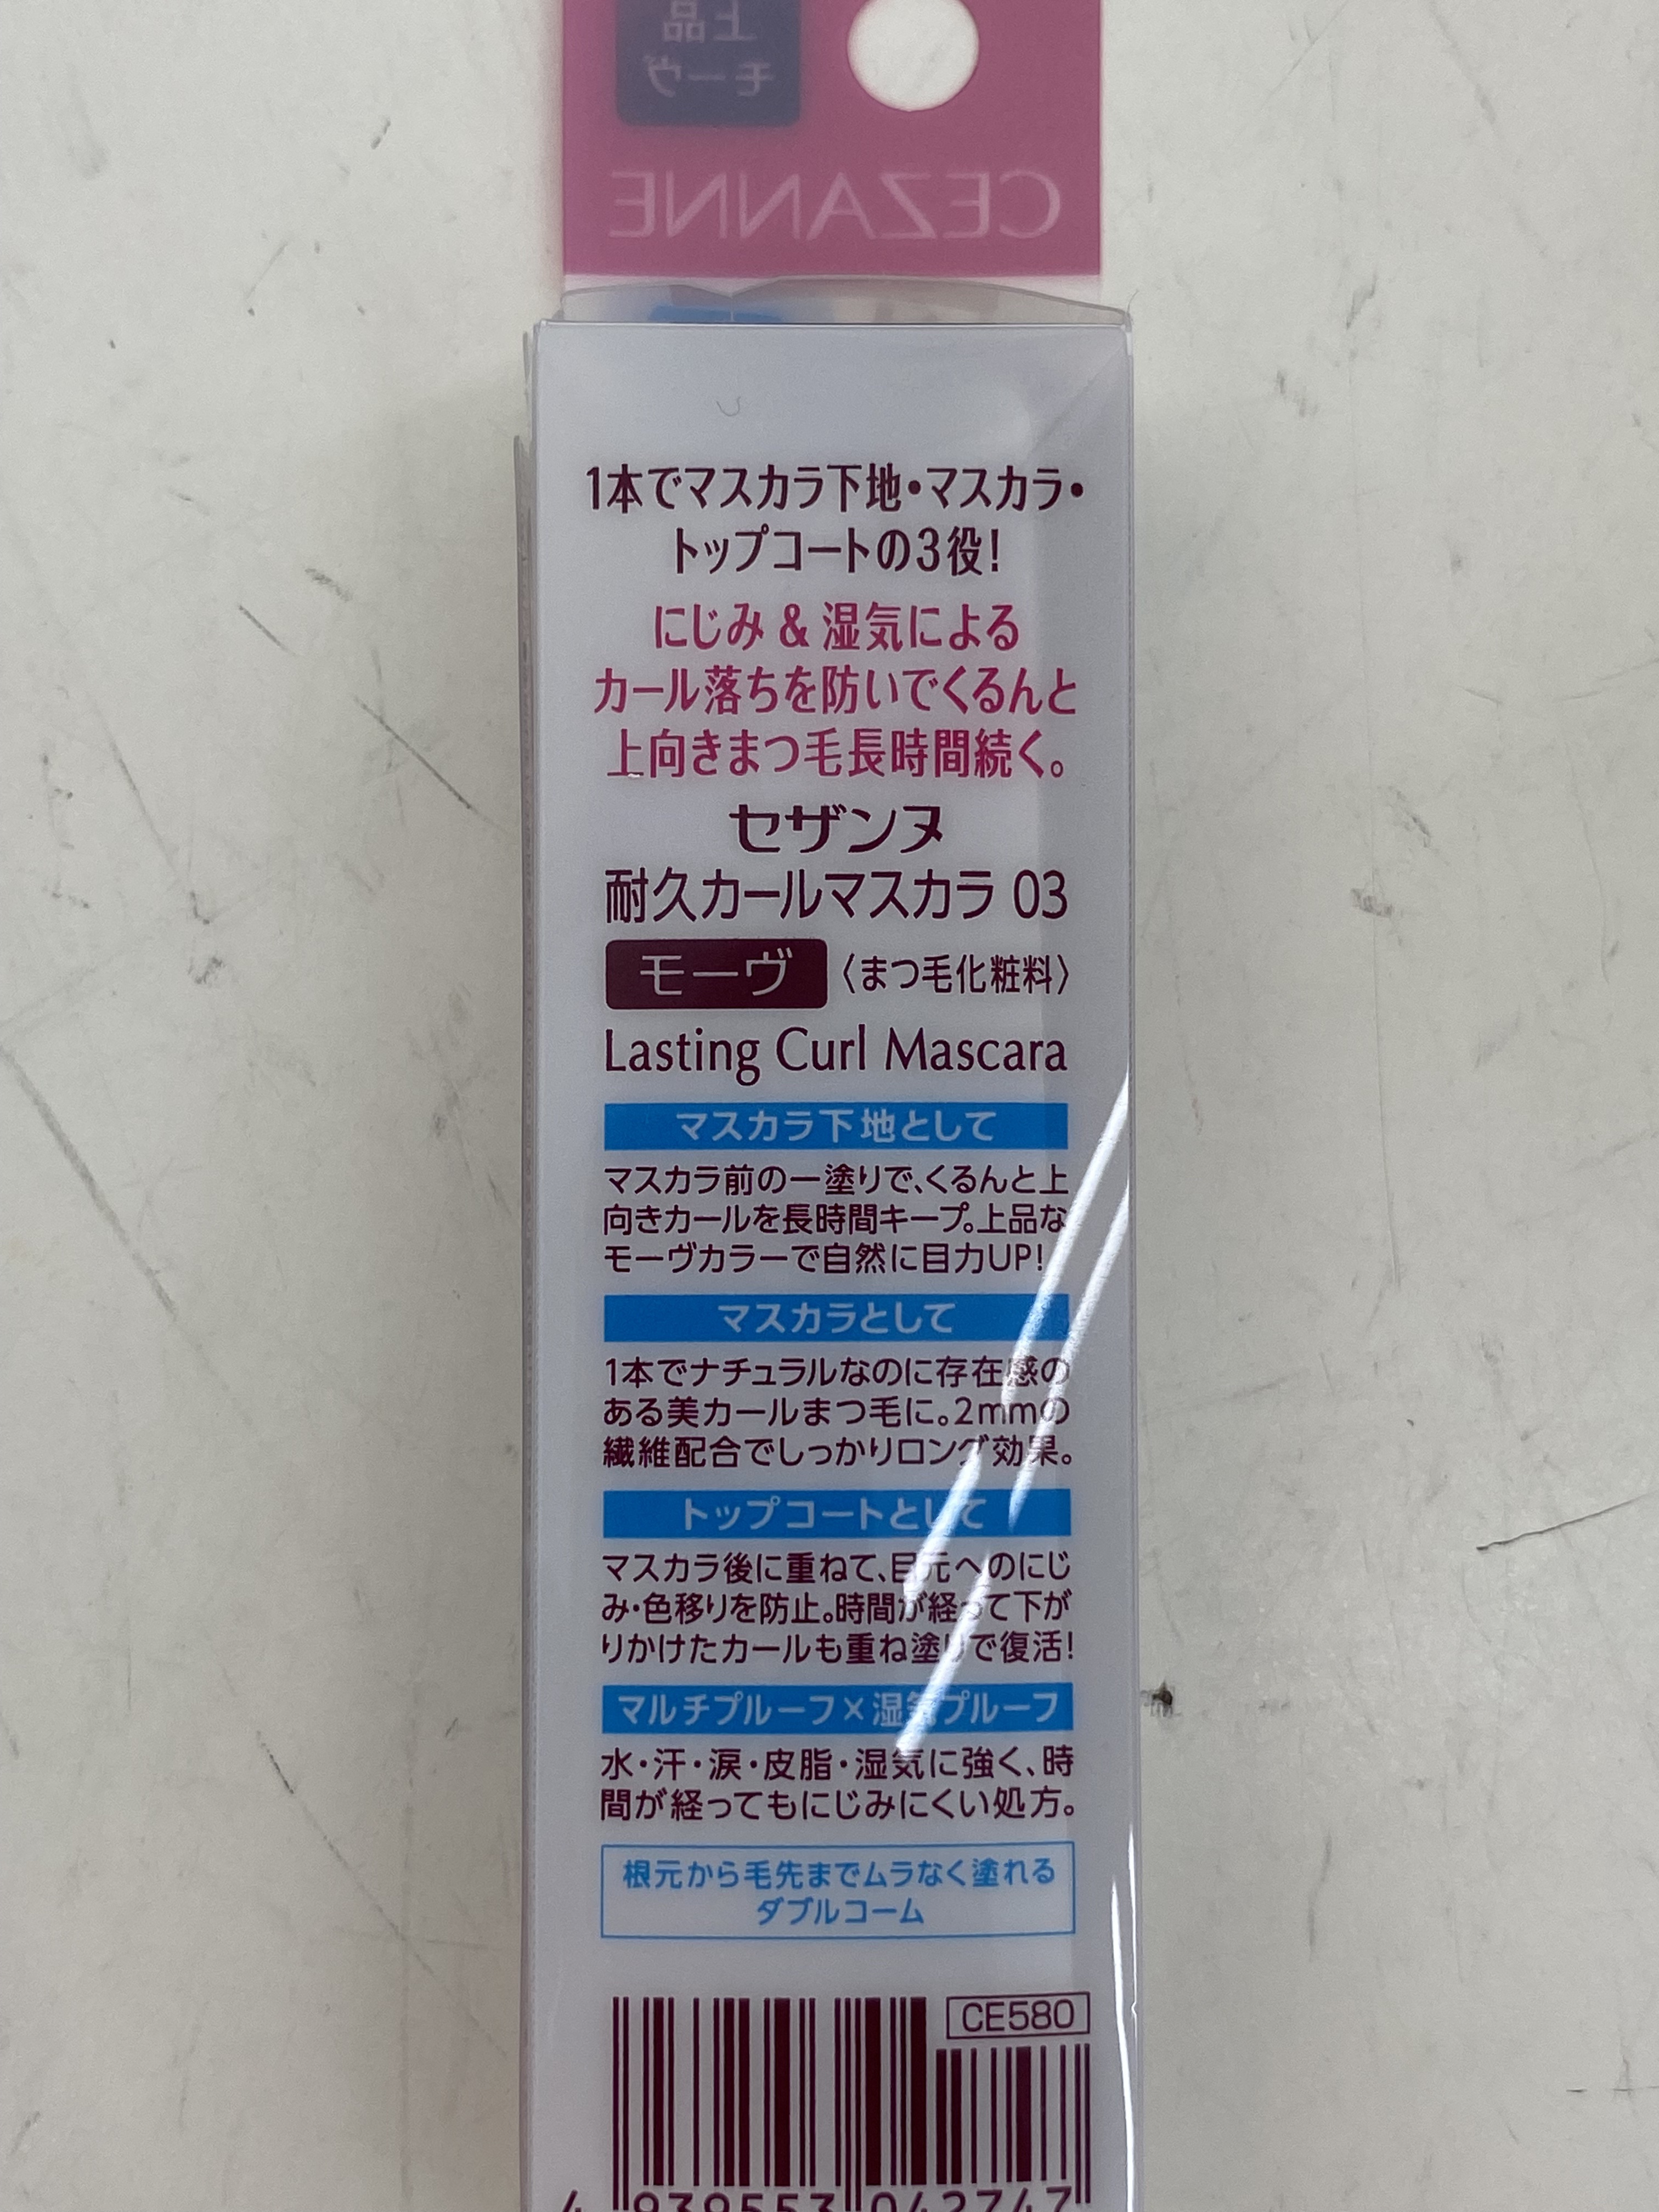 上品
モーヴ
CEZANNE
1本でマスカラ下地・マスカラ・
トップコートの3役!
にじみ & 湿気による
カール落ちを防いでくるんと
上向きまつ毛長時間続く。
セザンヌ
耐久カールマスカラ 03
モーヴ 〈まつ毛化粧料〉
Lasting Curl Mascara
マスカラ下地として
マスカラ前の一塗りで、くるんと上
向きカールを長時間キープ。上品な
モーヴカラーで自然に目力UP!
マスカラとして
1本でナチュラルなのに存在感の
ある美カールまつ毛に。2mmの
繊維配合でしっかりロング効果。
トップコートとして
マスカラ後に重ねて、目元へのにじ
み・色移りを防止。時間が経って下が
りかけたカールも重ね塗りで復活!
マルチプルーフ×湿気プルーフ
水・汗・涙・皮脂・湿気に強く、時
間が経ってもにじみにくい処方。
根元から毛先までムラなく塗れる
ダブルコーム
CE580
4 939553 042747